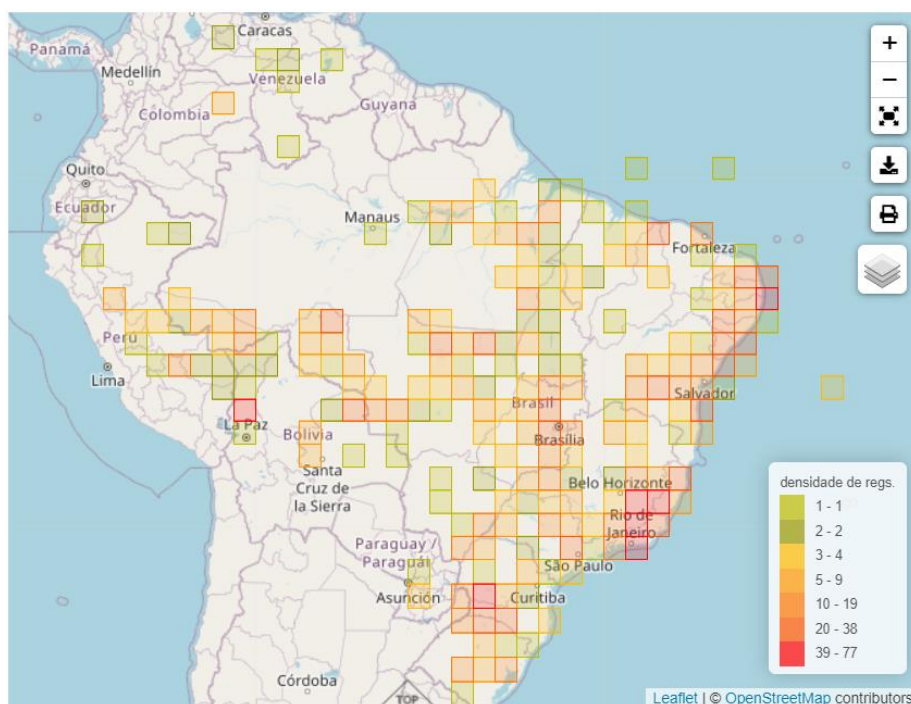 Caracas
Panamá
Medellín
Venezuela
Guyana
Colombia
Quito
Ecuador
Manaus
Fortaleza
Perú
Lima
Salvador
Brasil
La Paz
Bolivia
Brasília
Santa
Cruz de
la Sierra
Belo Horizonte
Rio de
Janeiro
Paraguay /
Paraguái
São Paulo
Asunción
Curitiba
Córdoba
TOP
+
−
densidade de regs.
1 - 1
2 - 2
3 - 4
5 - 9
10 - 19
20 - 38
39 - 77
Leaflet | © OpenStreetMap contributors